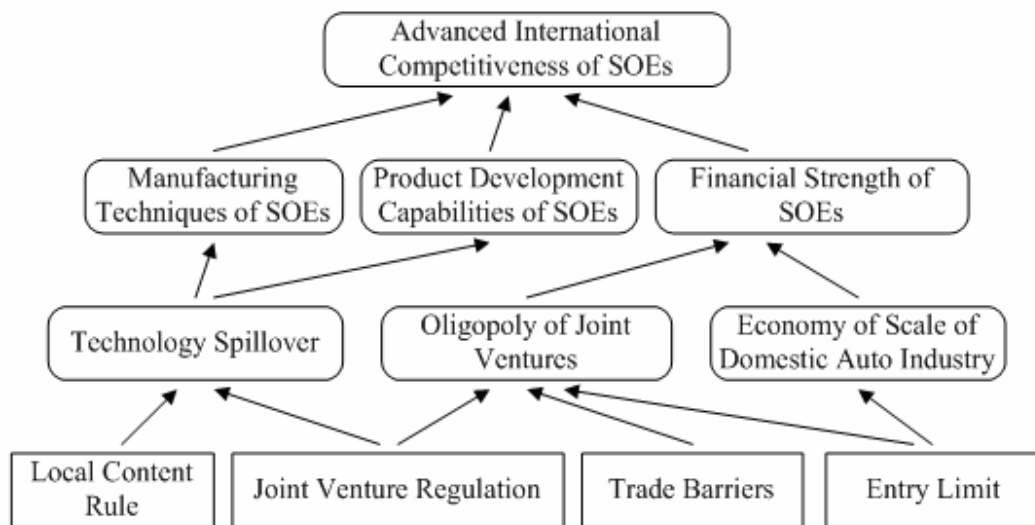 Advanced International
Competitiveness of SOEs
Manufacturing
Techniques of SOEs
Product Development
Capabilities of SOEs
Financial Strength of
SOEs
Technology Spillover
Oligopoly of Joint
Ventures
Economy of Scale of
Domestic Auto Industry
Local Content
Rule
Joint Venture Regulation
Trade Barriers
Entry Limit